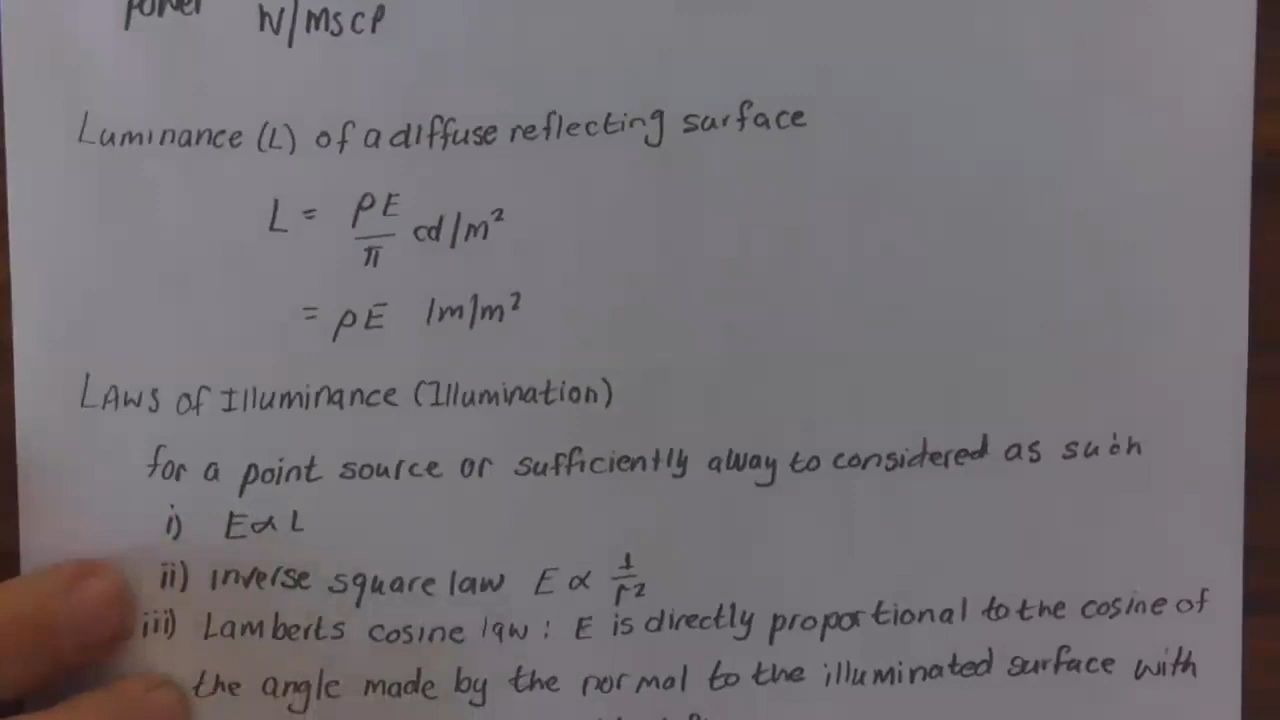 power W/MSCP
Luminance (L) of a diffuse reflecting surface
L = ρE/π cd/m²
= ρE lm/m²
LAWS of Illuminance (Illumination)
for a point source or sufficiently away to considered as such
i) E∝L
ii) inverse square law E ∝ 1/r²
iii) Lamberts cosine law: E is directly proportional to the cosine of
the angle made by the normal to the illuminated surface with